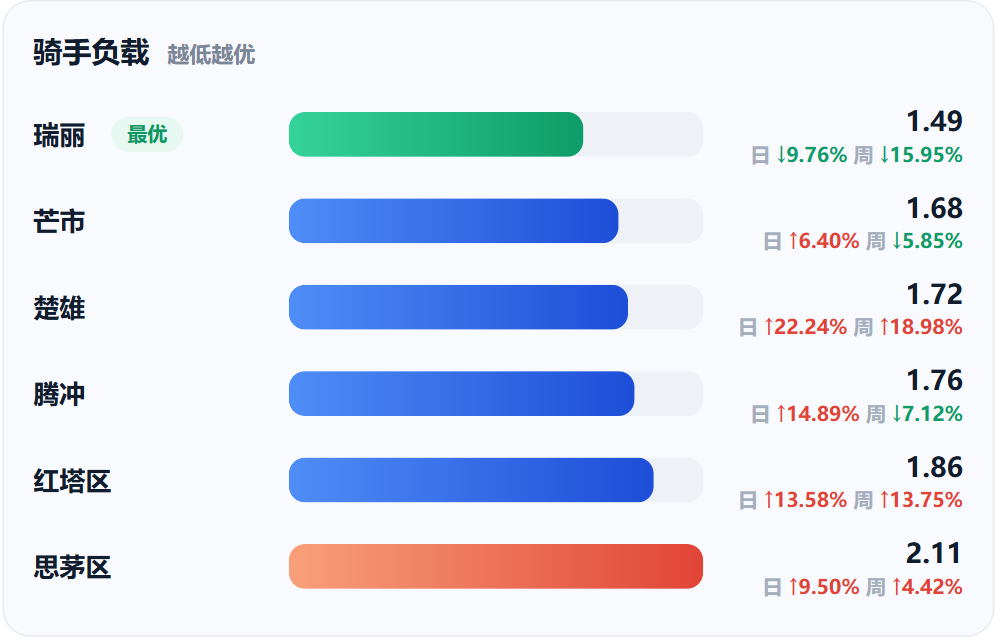 骑手负载 越低越优
瑞丽 最优 1.49
日 ↓9.76% 周 ↓15.95%
芒市 1.68
日 ↑6.40% 周 ↓5.85%
楚雄 1.72
日 ↑22.24% 周 ↑18.98%
腾冲 1.76
日 ↑14.89% 周 ↓7.12%
红塔区 1.86
日 ↑13.58% 周 ↑13.75%
思茅区 2.11
日 ↑9.50% 周 ↑4.42%